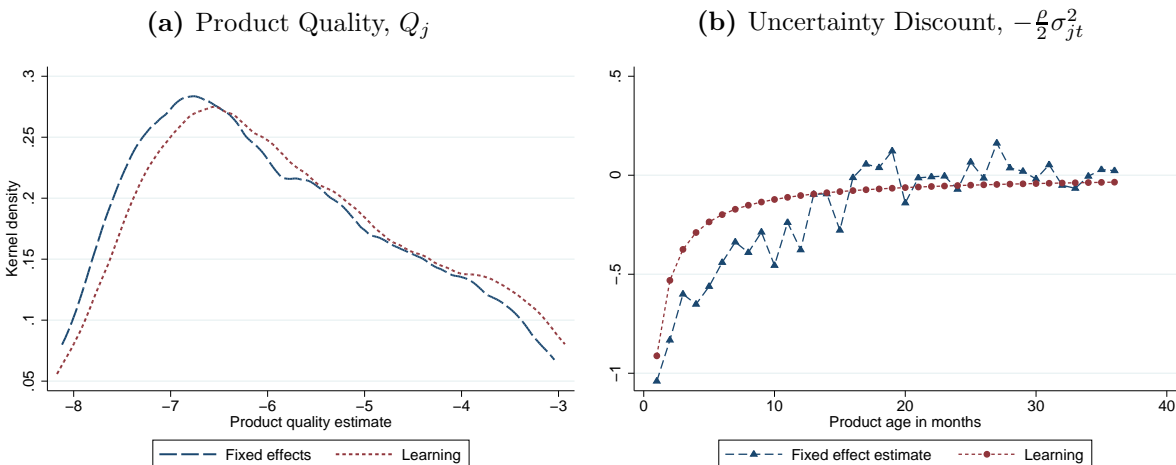 (a) Product Quality, Q_j
.3
.25
.2
.15
.1
.05
Kernel density
−8 −7 −6 −5 −4 −3
Product quality estimate
Fixed effects Learning
(b) Uncertainty Discount, −ρ/2 σ²_jt
.5
0
−.5
−1
0 10 20 30 40
Product age in months
Fixed effect estimate Learning